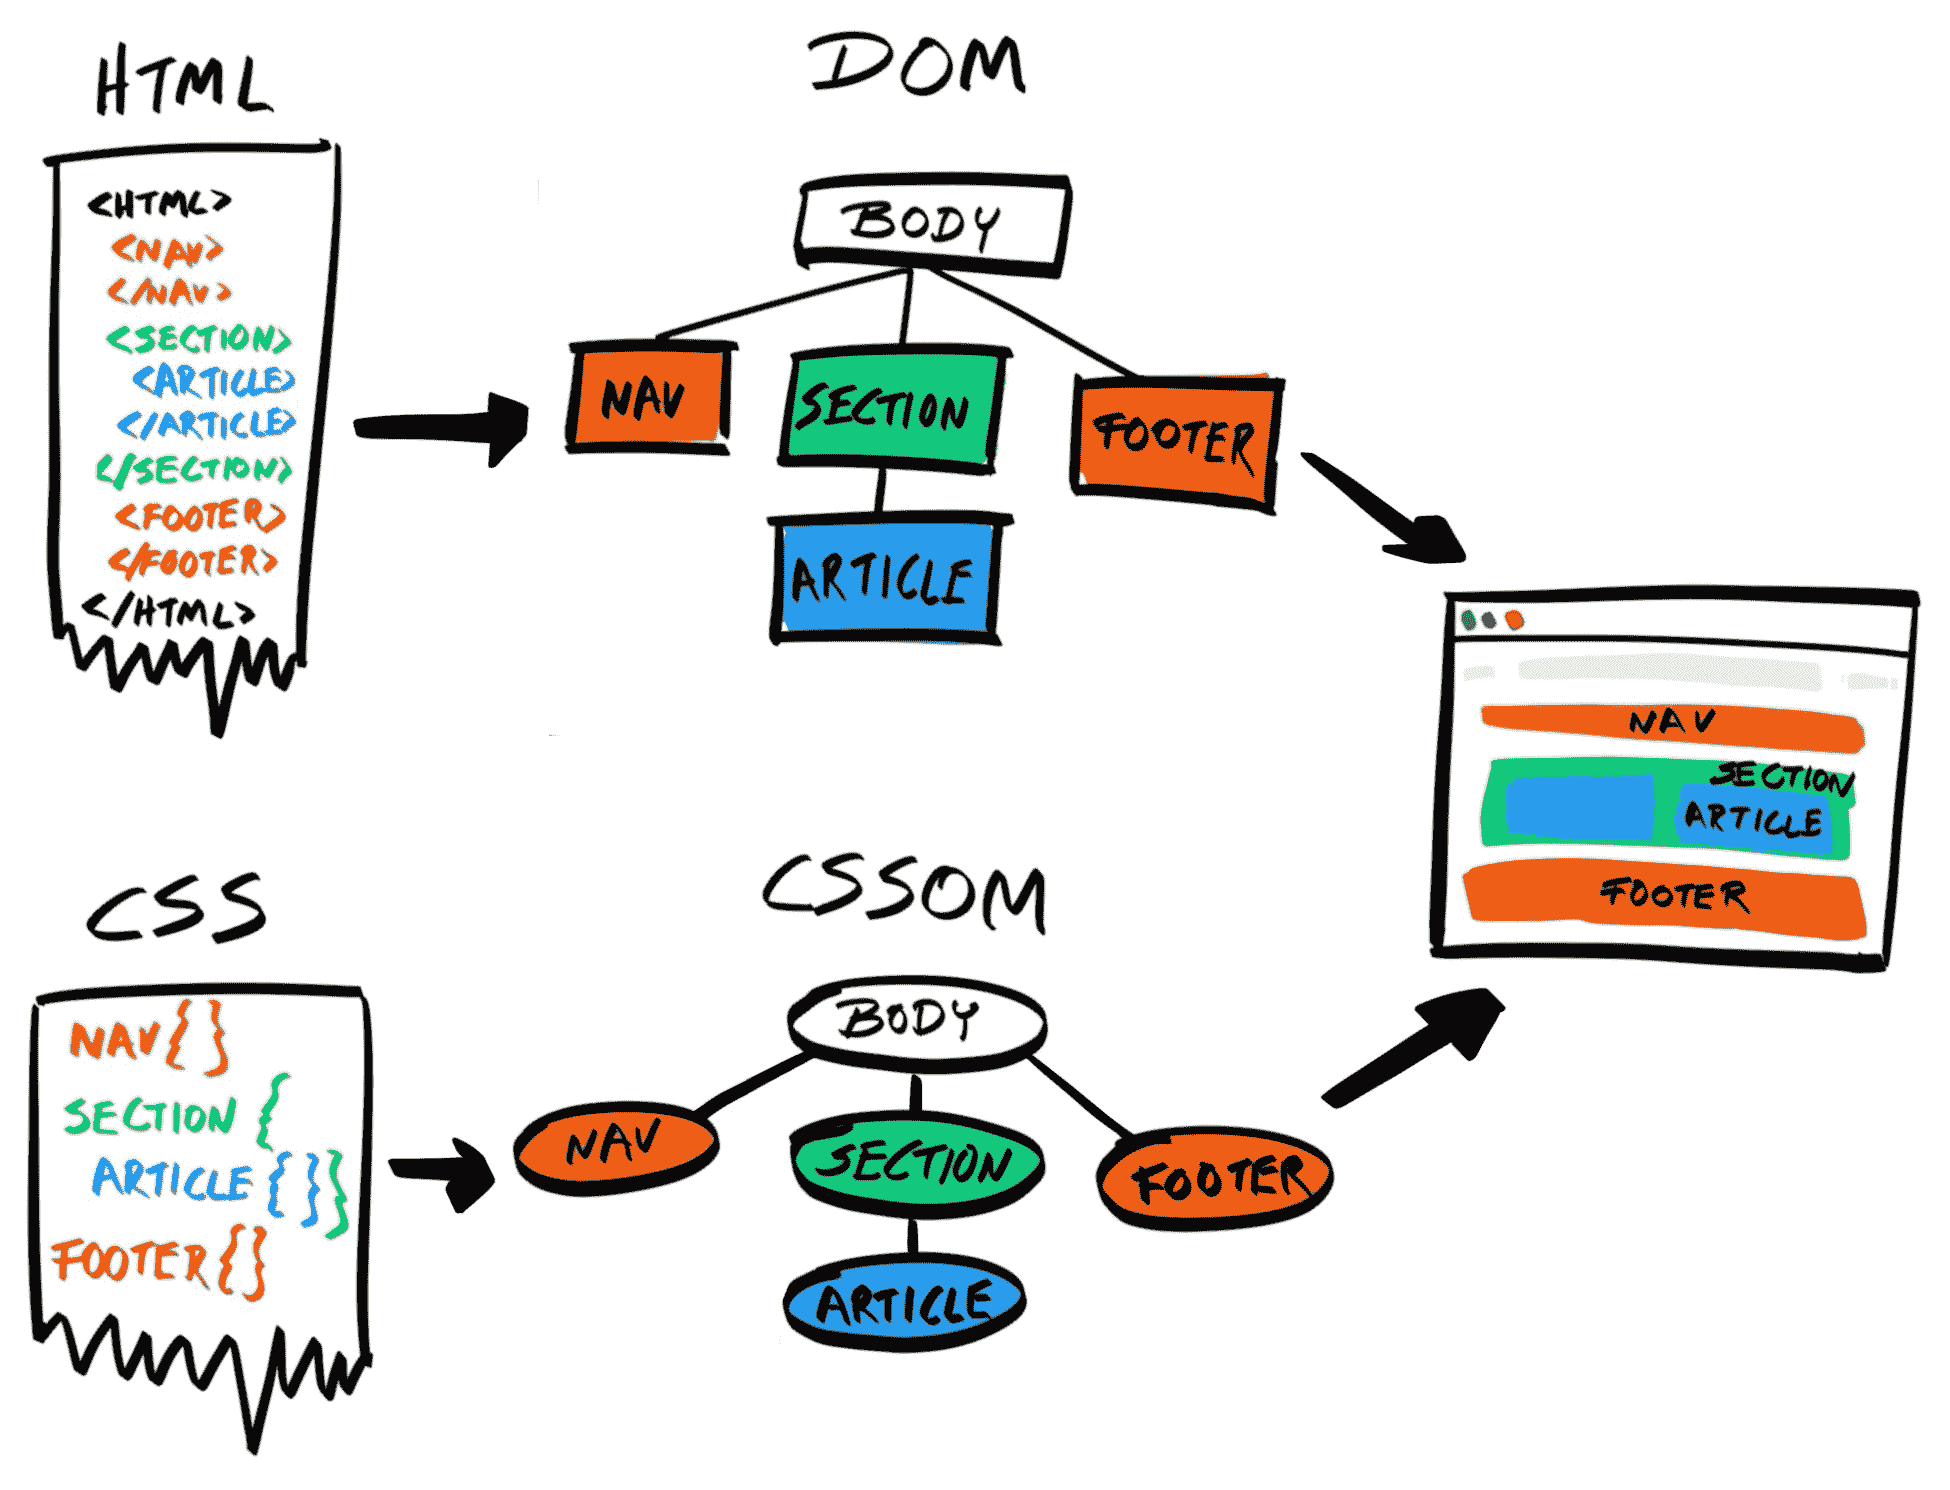 HTML
<HTML>
<NAV>
</NAV>
<SECTION>
<ARTICLE>
</ARTICLE>
</SECTION>
<FOOTER>
</FOOTER>
</HTML>
DOM
BODY
NAV
SECTION
FOOTER
ARTICLE
CSS
NAV{}
SECTION {
ARTICLE {}}
FOOTER{}
CSSOM
BODY
NAV
SECTION
FOOTER
ARTICLE
NAV
SECTION
ARTICLE
FOOTER